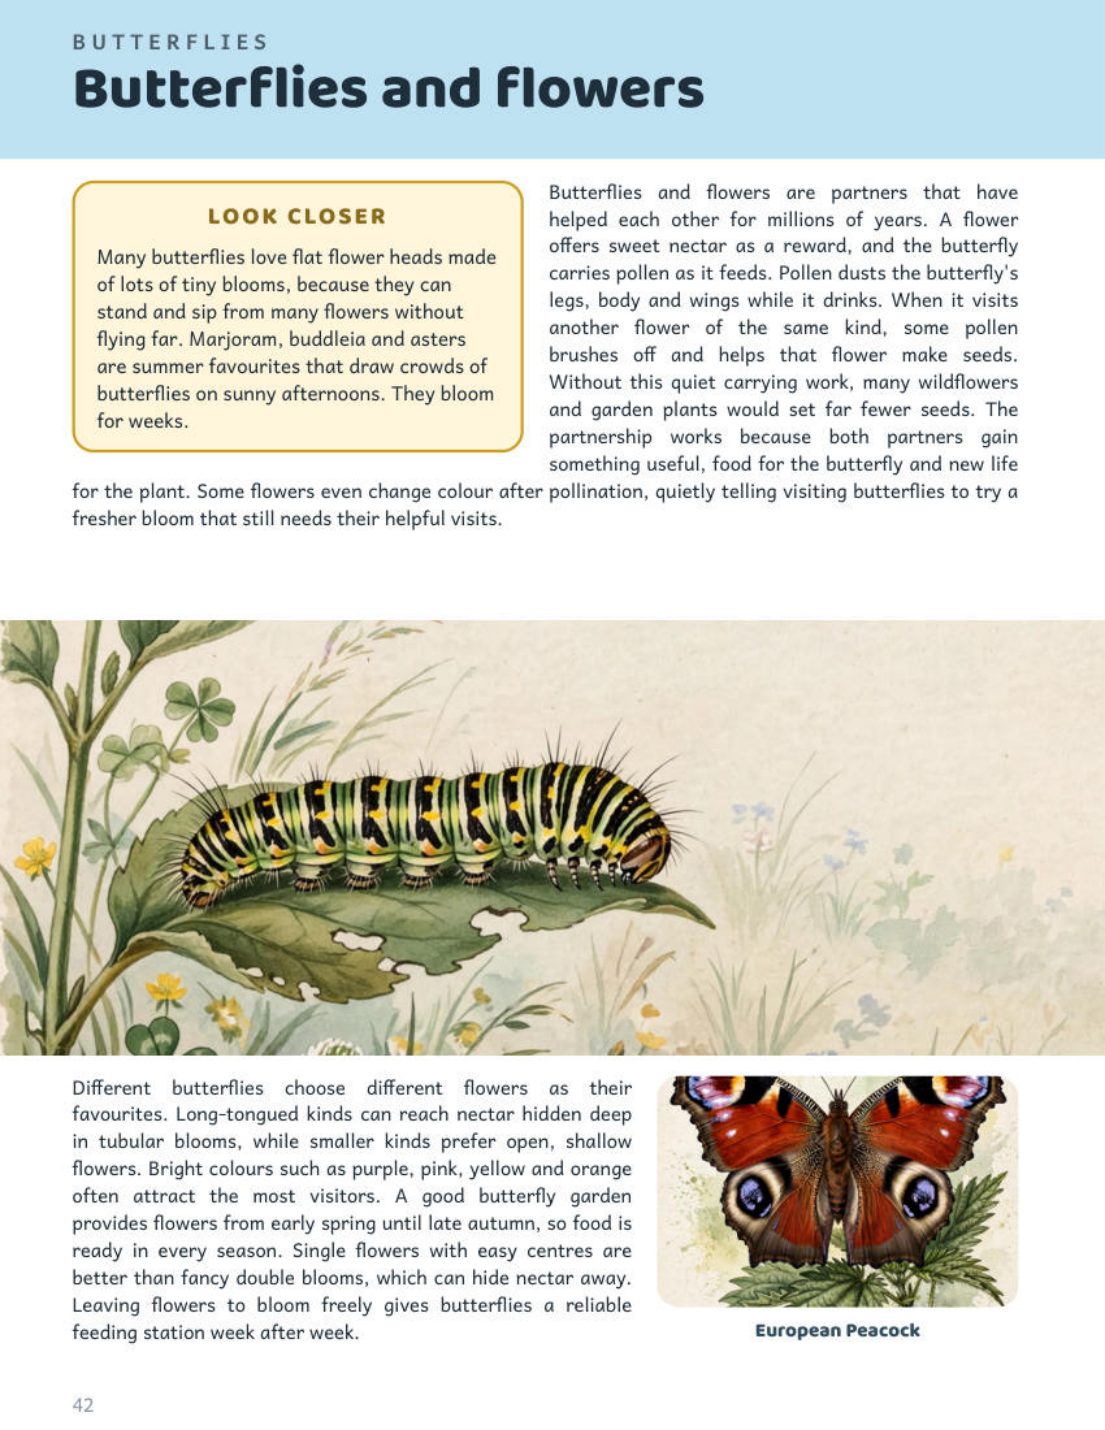 BUTTERFLIES
Butterflies and flowers
LOOK CLOSER
Many butterflies love flat flower heads made
of lots of tiny blooms, because they can
stand and sip from many flowers without
flying far. Marjoram, buddleia and asters
are summer favourites that draw crowds of
butterflies on sunny afternoons. They bloom
for weeks.
Butterflies and flowers are partners that have
helped each other for millions of years. A flower
offers sweet nectar as a reward, and the butterfly
carries pollen as it feeds. Pollen dusts the butterfly's
legs, body and wings while it drinks. When it visits
another flower of the same kind, some pollen
brushes off and helps that flower make seeds.
Without this quiet carrying work, many wildflowers
and garden plants would set far fewer seeds. The
partnership works because both partners gain
something useful, food for the butterfly and new life
for the plant. Some flowers even change colour after pollination, quietly telling visiting butterflies to try a
fresher bloom that still needs their helpful visits.
Different butterflies choose different flowers as their
favourites. Long-tongued kinds can reach nectar hidden deep
in tubular blooms, while smaller kinds prefer open, shallow
flowers. Bright colours such as purple, pink, yellow and orange
often attract the most visitors. A good butterfly garden
provides flowers from early spring until late autumn, so food is
ready in every season. Single flowers with easy centres are
better than fancy double blooms, which can hide nectar away.
Leaving flowers to bloom freely gives butterflies a reliable
feeding station week after week.
European Peacock
42